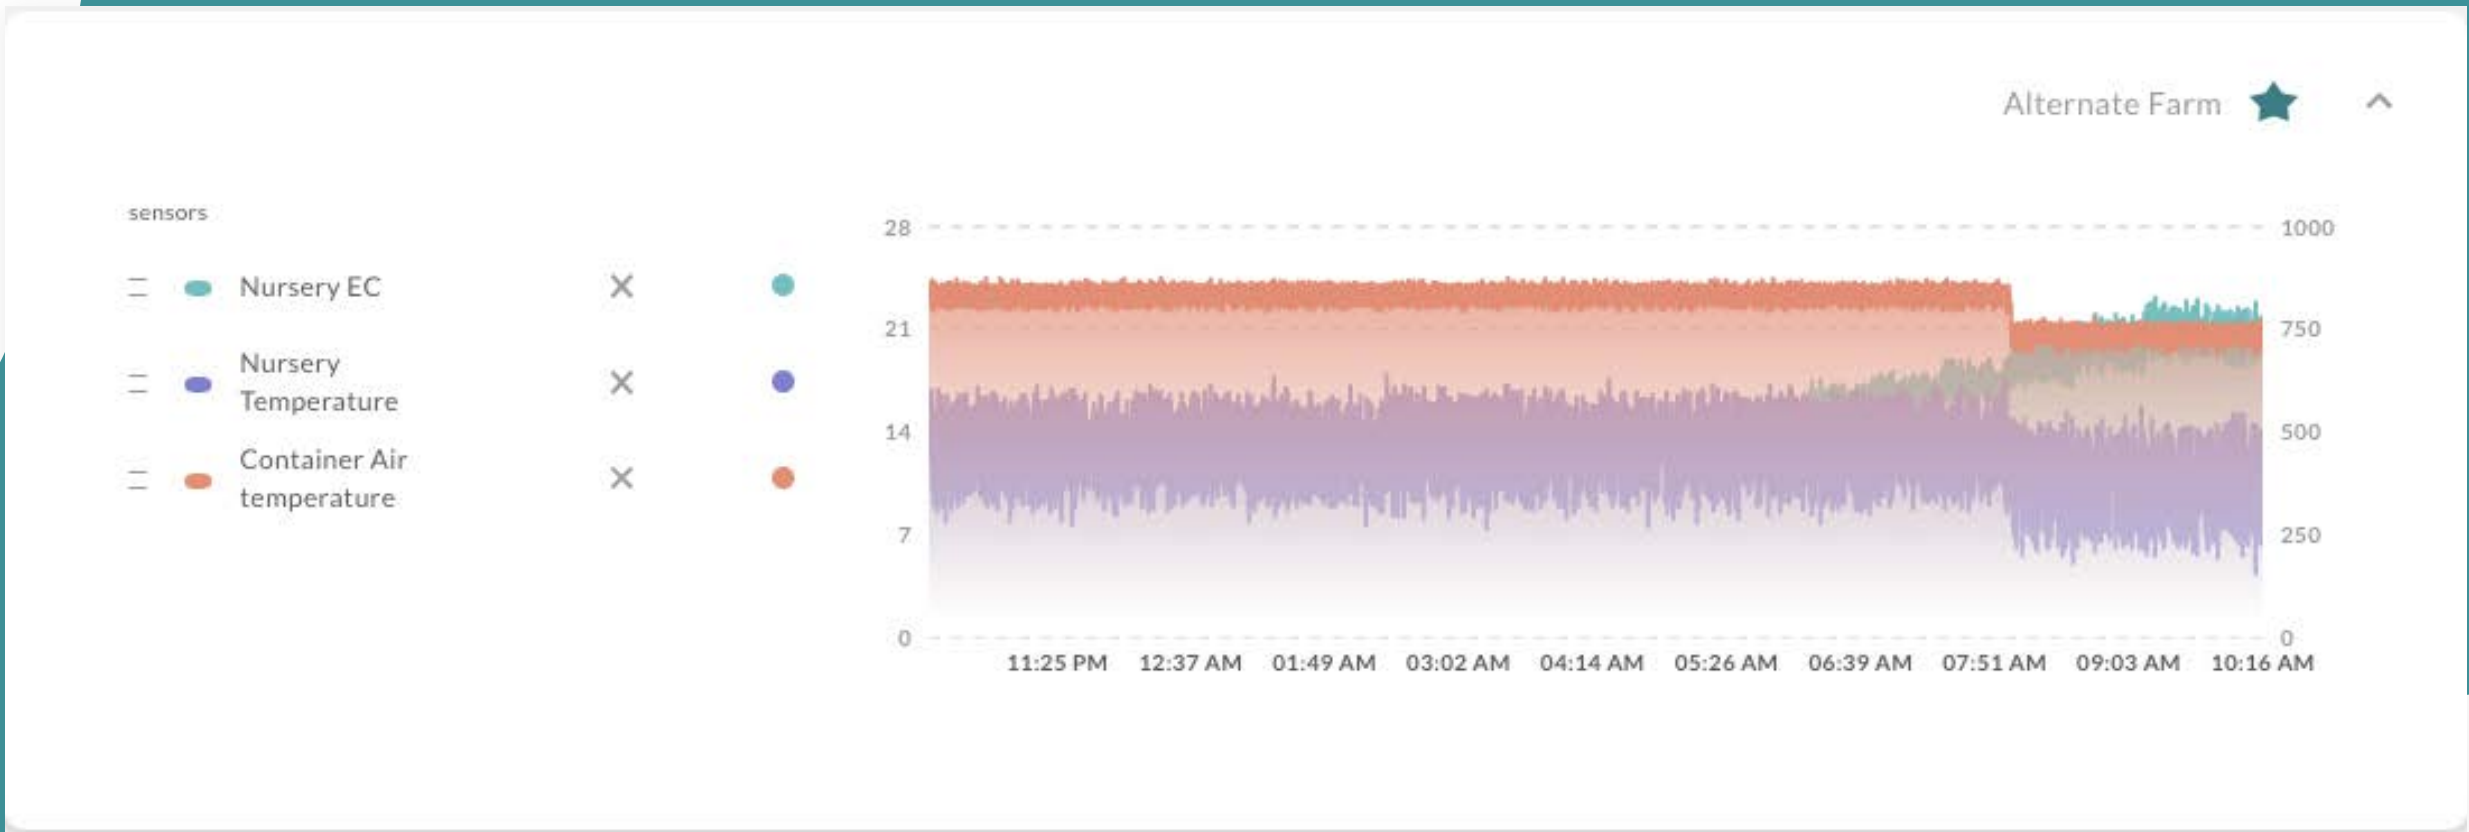 Alternate Farm
sensors
Nursery EC
Nursery
Temperature
Container Air
temperature
28
21
14
7
0
1000
750
500
250
0
11:25 PM 12:37 AM 01:49 AM 03:02 AM 04:14 AM 05:26 AM 06:39 AM 07:51 AM 09:03 AM 10:16 AM